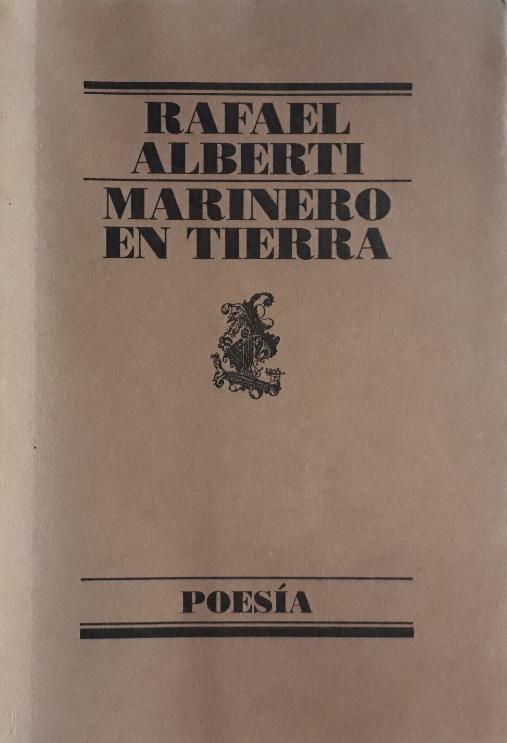 RAFAEL
ALBERTI
MARINERO
EN TIERRA
POESÍA